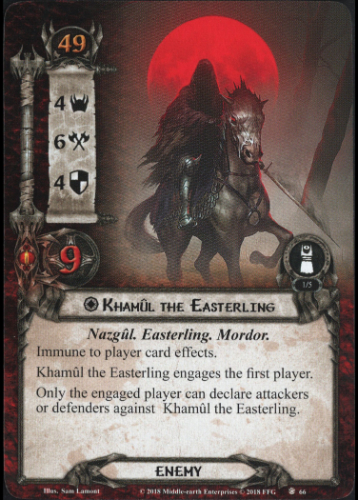 49
4
6
4
9
1/3
KHAMÛL THE EASTERLING
Nazgûl. Easterling. Mordor.
Immune to player card effects.
Khamûl the Easterling engages the first player.
Only the engaged player can declare attackers
or defenders against Khamûl the Easterling.
ENEMY
Illus. Sam Lamont © 2018 Middle-earth Enterprises © 2018 FFG 66